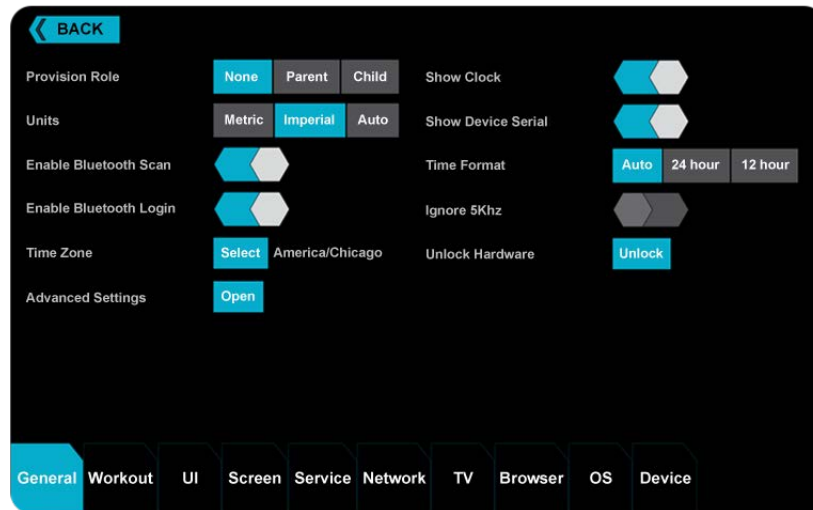 BACK
Provision Role None Parent Child Show Clock
Units Metric Imperial Auto Show Device Serial
Enable Bluetooth Scan Time Format Auto 24 hour 12 hour
Enable Bluetooth Login Ignore 5Khz
Time Zone Select America/Chicago Unlock Hardware Unlock
Advanced Settings Open
General Workout UI Screen Service Network TV Browser OS Device